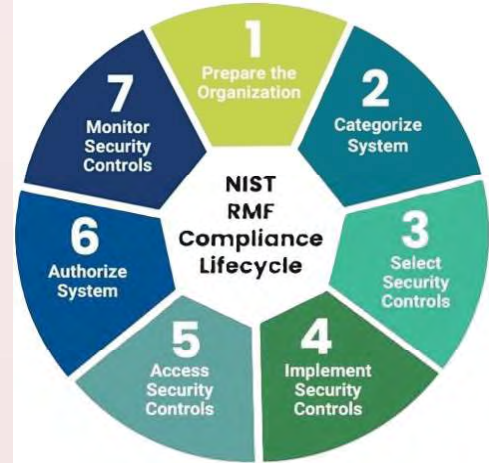 1
Prepare the
Organization
2
Categorize
System
3
Select
Security
Controls
4
Implement
Security
Controls
5
Access
Security
Controls
6
Authorize
System
7
Monitor
Security
Controls
NIST
RMF
Compliance
Lifecycle